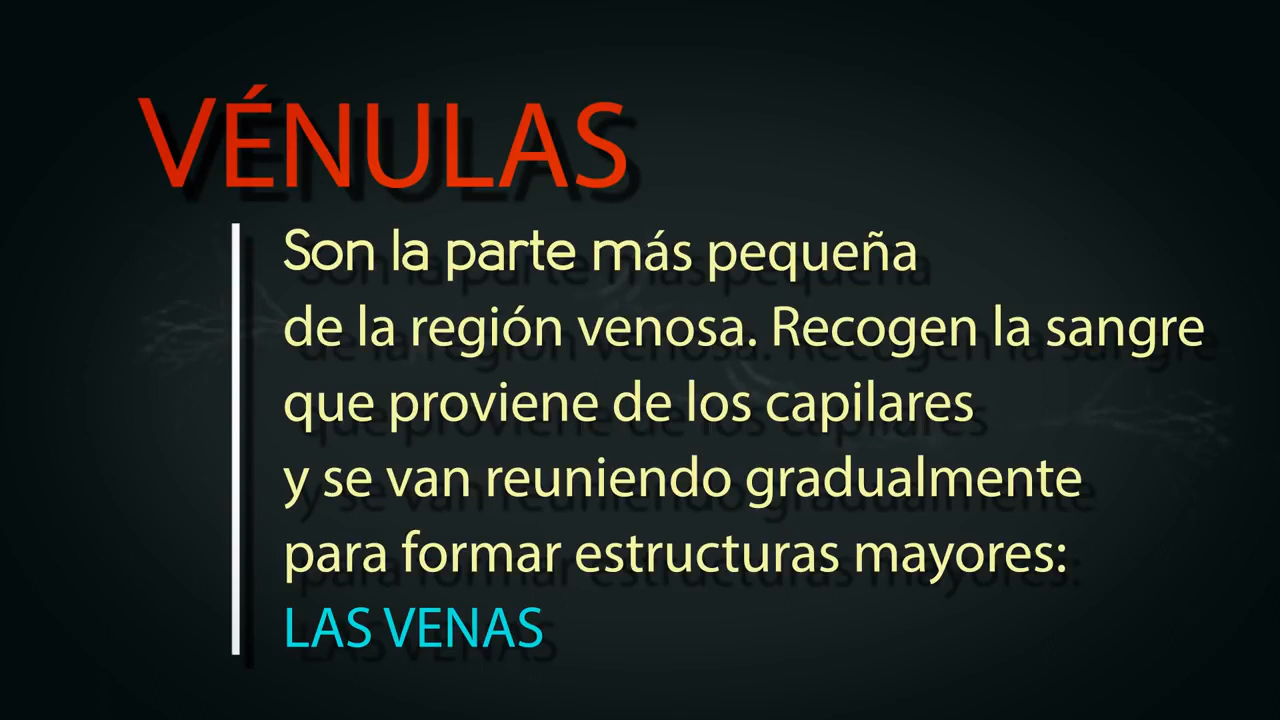 VÉNULAS
Son la parte más pequeña
de la región venosa. Recogen la sangre
que proviene de los capilares
y se van reuniendo gradualmente
para formar estructuras mayores:
LAS VENAS